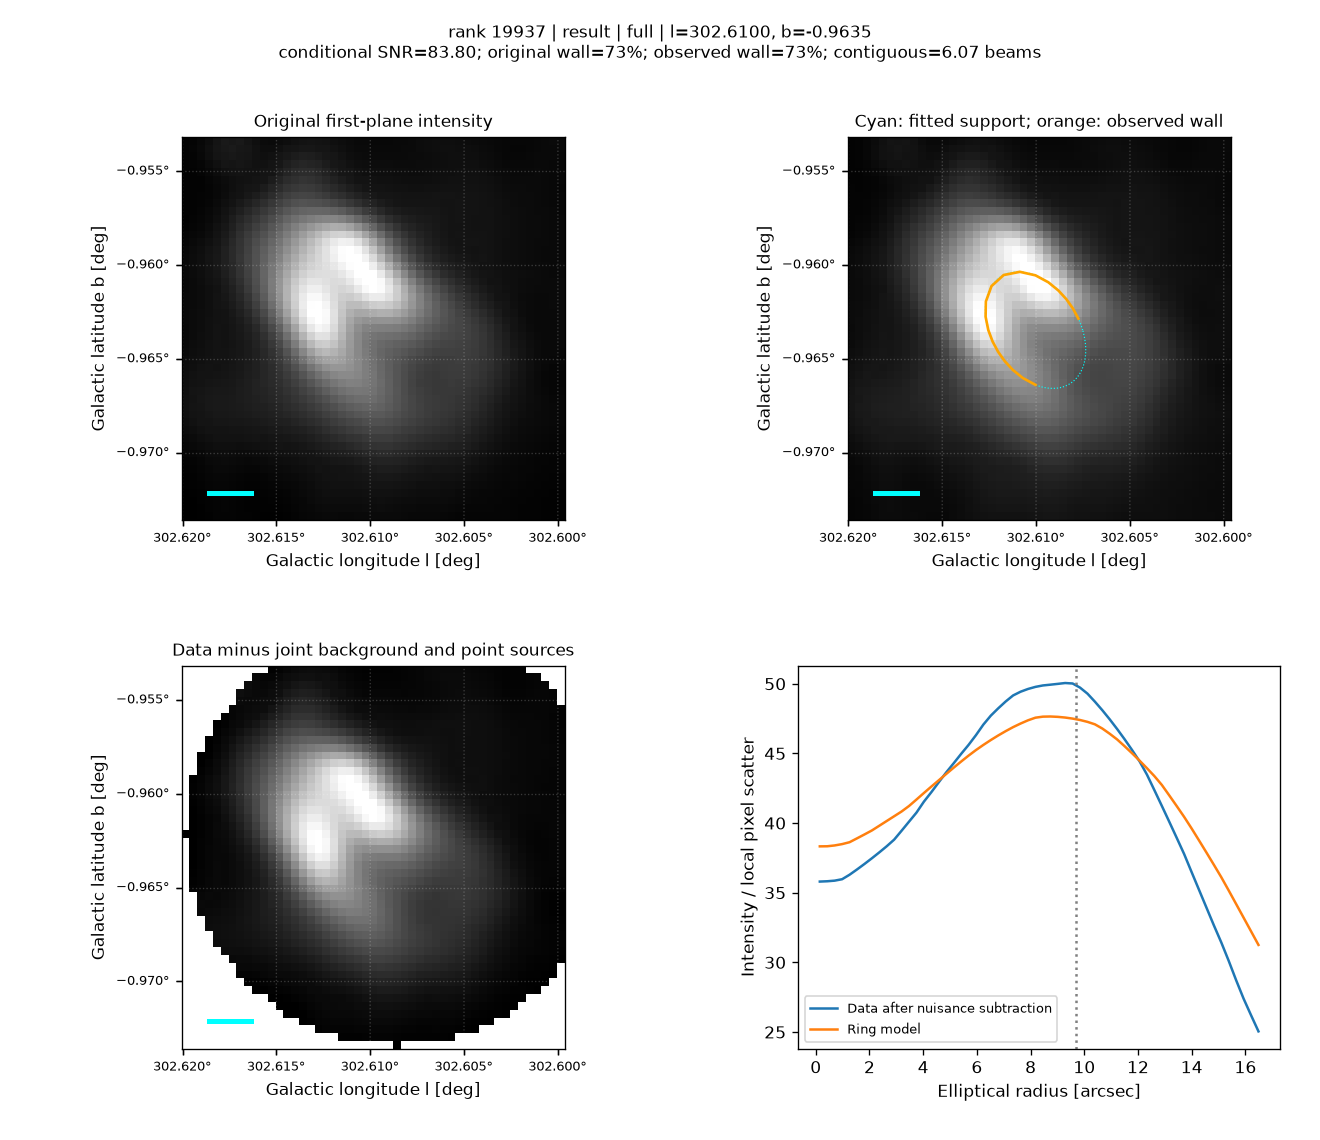 rank 19937 | result | full | l=302.6100, b=-0.9635
conditional SNR=83.80; original wall=73%; observed wall=73%; contiguous=6.07 beams
Original first-plane intensity
−0.955°
−0.960°
−0.965°
−0.970°
Galactic latitude b [deg]
302.620° 302.615° 302.610° 302.605° 302.600°
Galactic longitude l [deg]
Cyan: fitted support; orange: observed wall
−0.955°
−0.960°
−0.965°
−0.970°
Galactic latitude b [deg]
302.620° 302.615° 302.610° 302.605° 302.600°
Galactic longitude l [deg]
Data minus joint background and point sources
−0.955°
−0.960°
−0.965°
−0.970°
Galactic latitude b [deg]
302.620° 302.615° 302.610° 302.605° 302.600°
Galactic longitude l [deg]
50
45
40
35
30
25
Intensity / local pixel scatter
Data after nuisance subtraction
Ring model
0 2 4 6 8 10 12 14 16
Elliptical radius [arcsec]